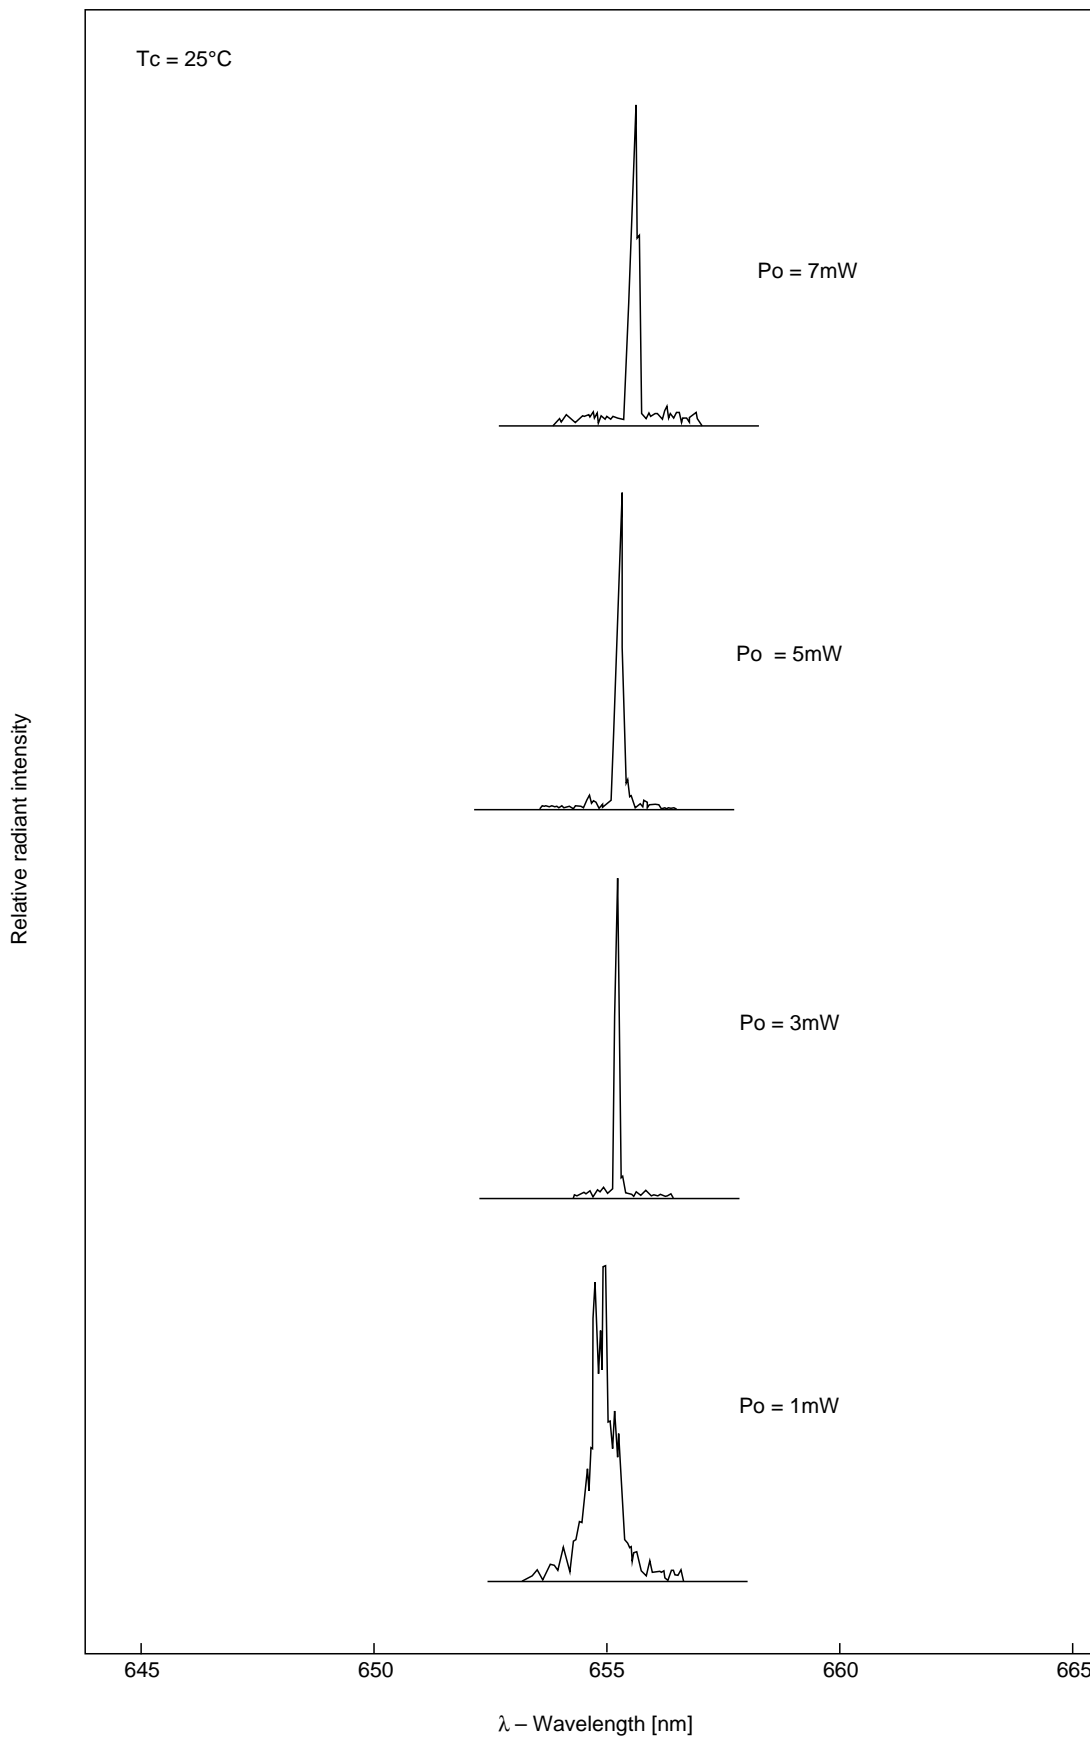 Tc = 25°C
Po = 7mW
Po = 5mW
Relative radiant intensity
Po = 3mW
Po = 1mW
645 650 655 660 665
λ – Wavelength [nm]